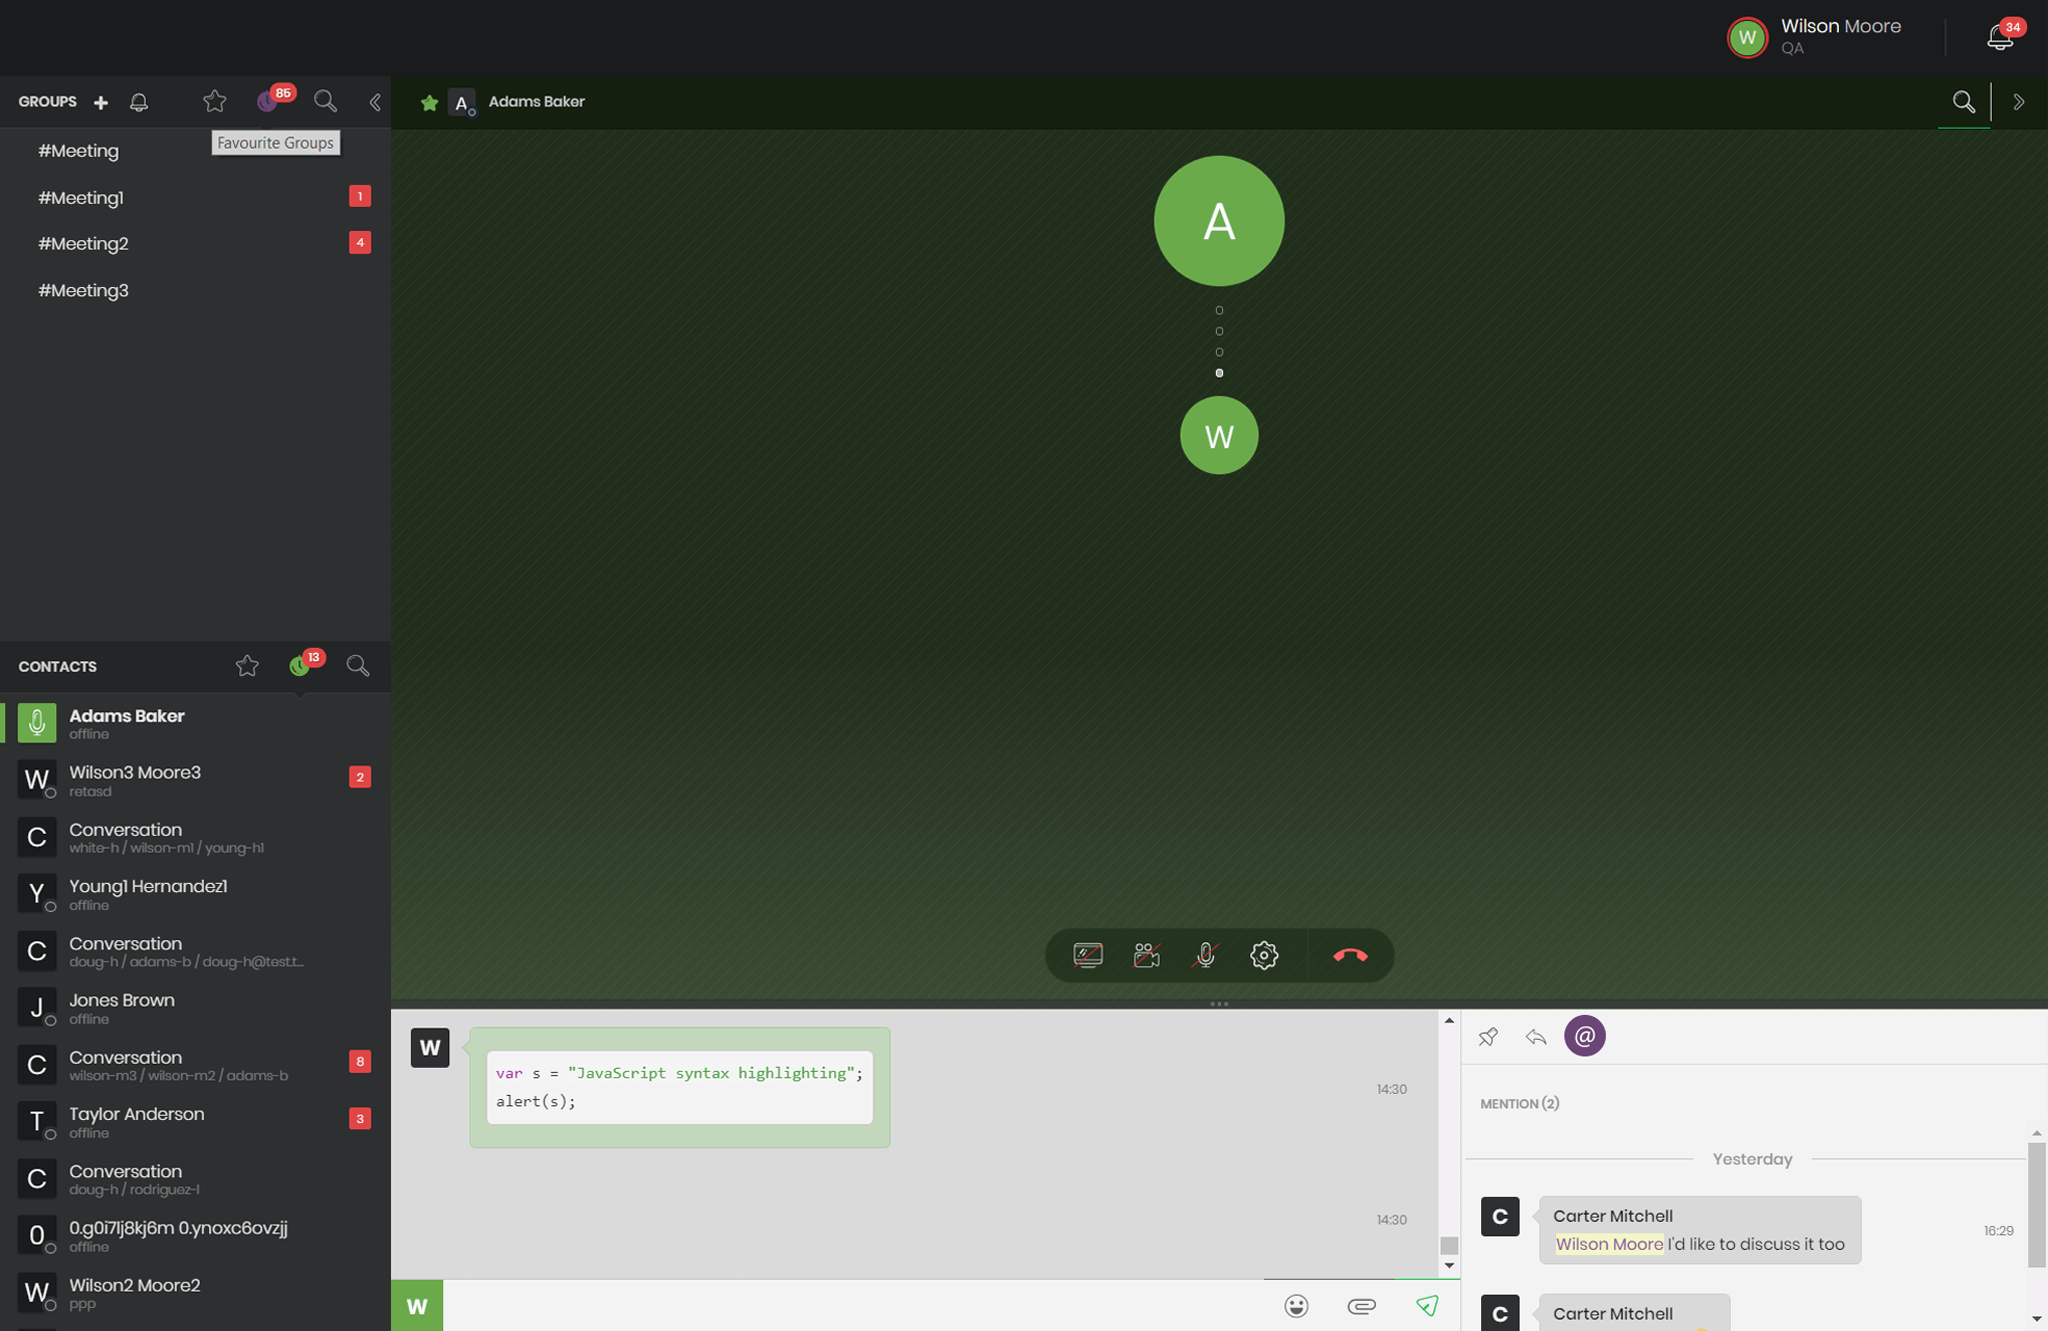 W
Wilson Moore
QA
34
GROUPS
85
Favourite Groups
#Meeting
#Meeting1
1
#Meeting2
4
#Meeting3
A
Adams Baker
A
W
CONTACTS
13
Adams Baker
offline
W
Wilson3 Moore3
retasd
2
C
Conversation
white-h / wilson-m1 / young-h1
Y
Young1 Hernandez1
offline
C
Conversation
doug-h / adams-b / doug-h@test.t...
J
Jones Brown
offline
C
Conversation
wilson-m3 / wilson-m2 / adams-b
8
T
Taylor Anderson
offline
3
C
Conversation
doug-h / rodriguez-l
0
0.g0i7lj8kj6m 0.ynoxc6ovzjj
offline
W
Wilson2 Moore2
ppp
W
var s = "JavaScript syntax highlighting";
alert(s);
14:30
14:30
W
@
MENTION (2)
Yesterday
C
Carter Mitchell
Wilson Moore I'd like to discuss it too
16:29
C
Carter Mitchell